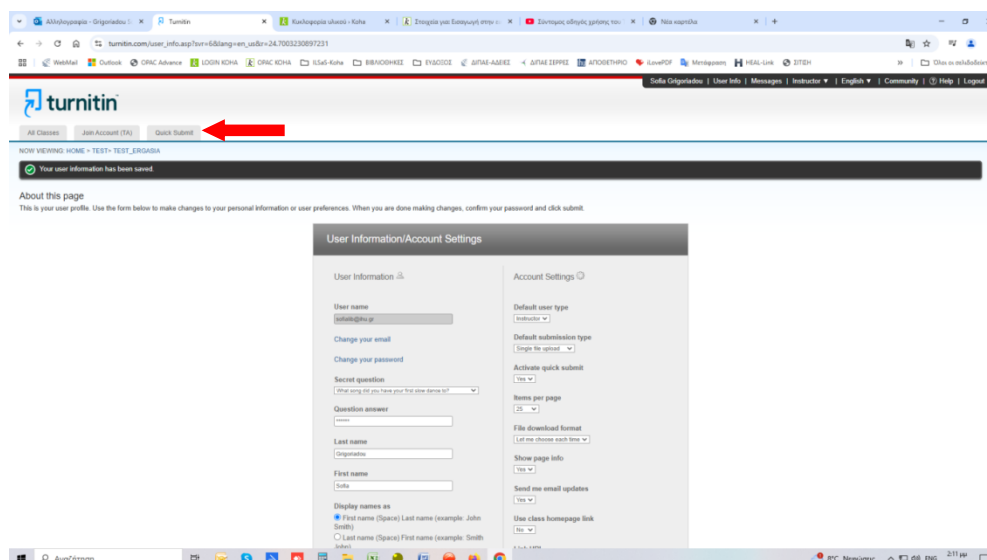 Αλληλογραφία - Grigoriadou S
Turnitin
Κυκλοφορία υλικού ‹ Koha
Στοιχεία για Εισαγωγή στην
Σύντομος οδηγός χρήσης του
Νέα καρτέλα
turnitin.com/user_info.asp?svr=6&lang=en_us&r=24.7003230897231
WebMail Outlook OPAC Advance LOGIN KOHA OPAC KOHA ILSaS-Koha ΒΙΒΛΙΟΘΗΚΕΣ ΕΥΔΟΞΟΣ ΔΙΠΑΕ-ΑΔΕΙΕΣ ΔΙΠΑΕ ΣΕΡΡΕΣ ΑΠΟΘΕΤΗΡΙΟ iLovePDF Μετάφραση HEAL-Link ΣΙΤΕΗ
Sofia Grigoriadou | User Info | Messages | Instructor ▼ | English ▼ | Community | Help | Logout
turnitin
All Classes Join Account (TA) Quick Submit
NOW VIEWING: HOME > TEST> TEST_ERGASIA
Your user information has been saved.
About this page
This is your user profile. Use the form below to make changes to your personal information or user preferences. When you are done making changes, confirm your password and click submit.
User Information/Account Settings
User Information
User name
Change your email
Change your password
Secret question
What song did you have your first slow dance to?
Question answer
••••••
Last name
Grigoriadou
First name
Sofia
Display names as
First name (Space) Last name (example: John
Smith)
Last name (Space) First name (example: Smith
John)
Account Settings
Default user type
Instructor
Default submission type
Single file upload
Activate quick submit
Yes
Items per page
25
File download format
Let me choose each time
Show page info
Yes
Send me email updates
Yes
Use class homepage link
No
Αναζήτηση
8°C ENG 2:11 μμ